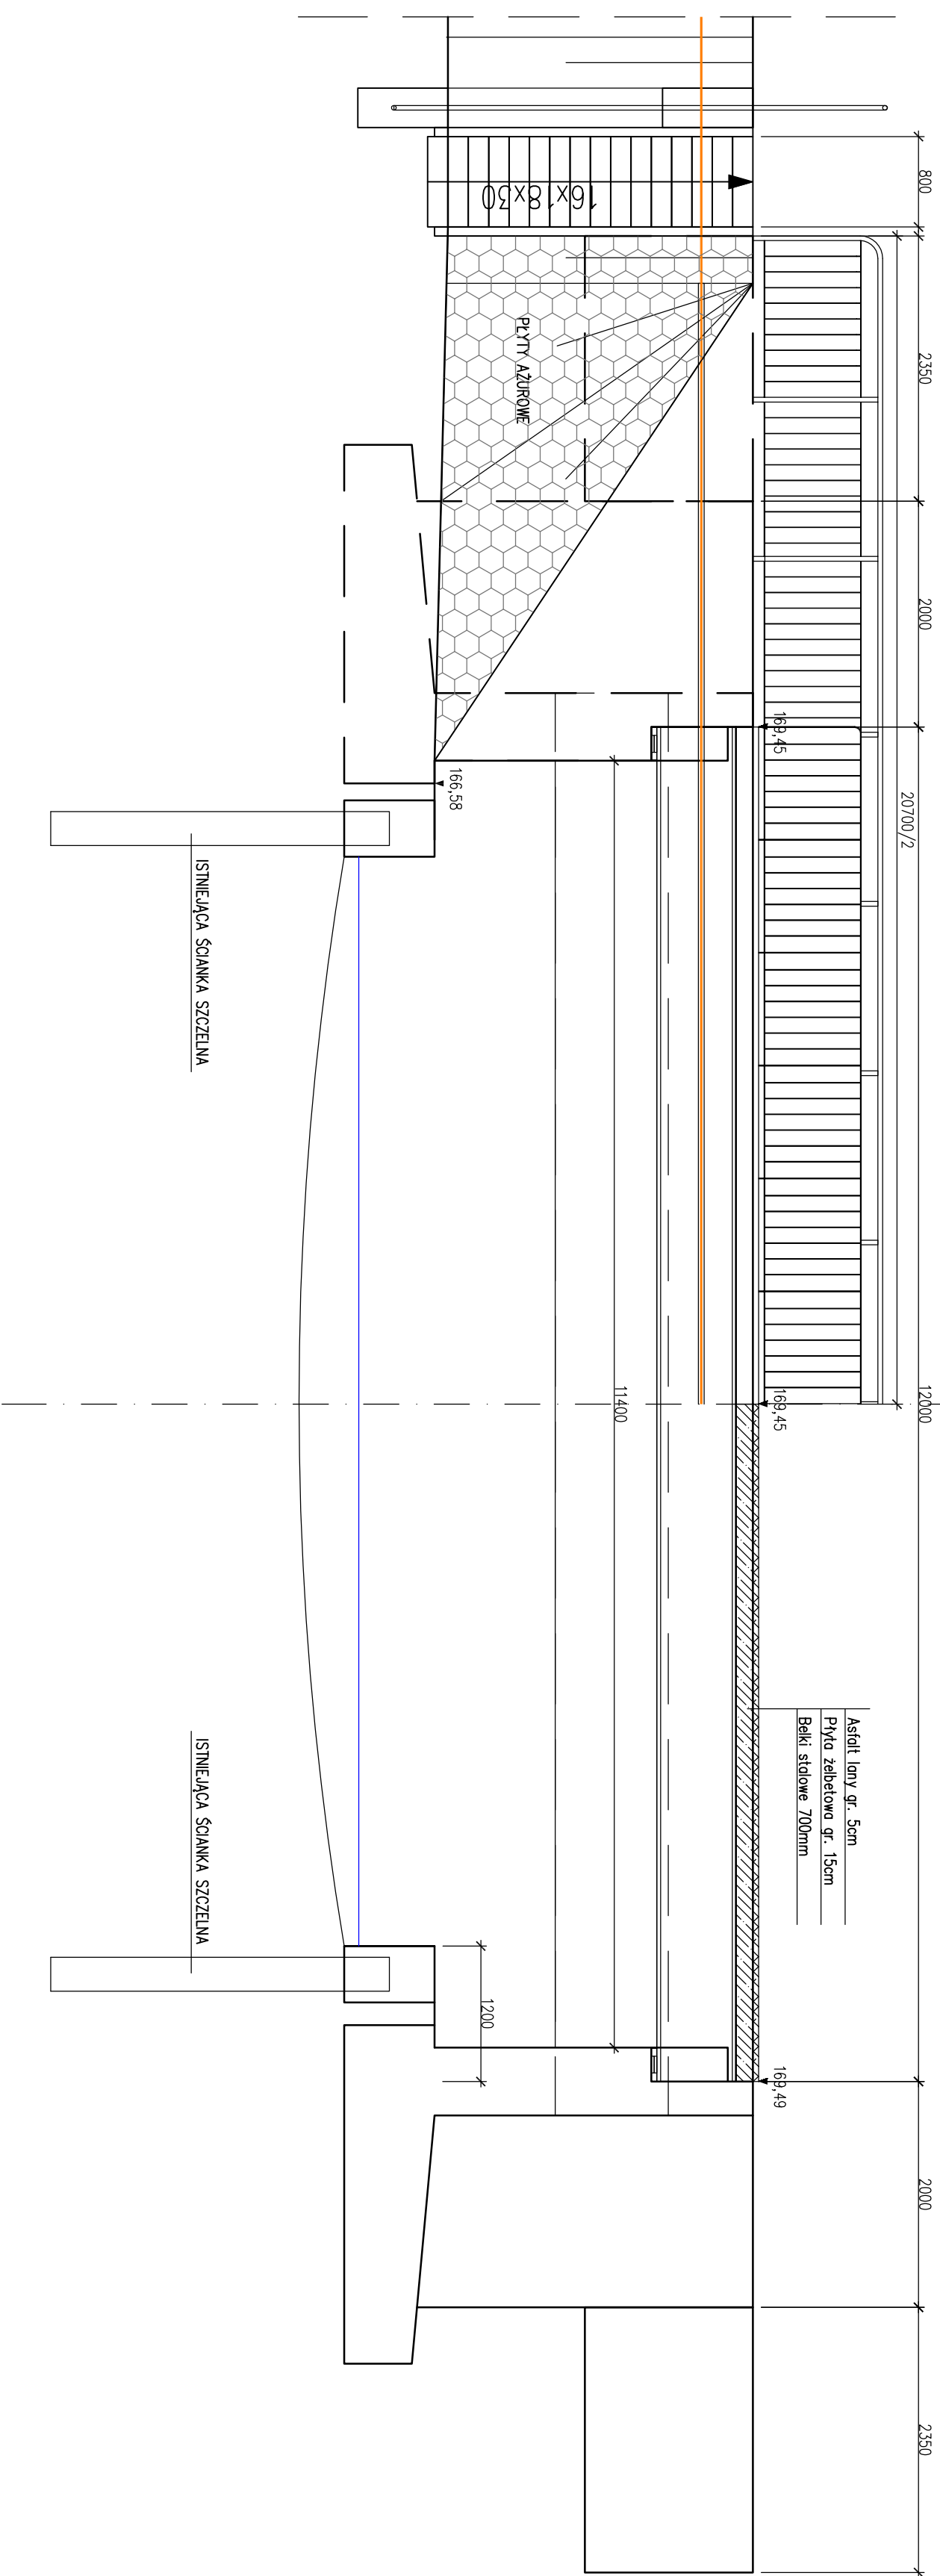 800
2350
2000
20700/2
12000
2000
2350
16x18x30
PŁYTY AŻUROWE
169,45
166,58
169,45
169,49
11400
1200
Asfalt lany gr. 5cm
Płyta żelbetowa gr. 15cm
Belki stalowe 700mm
ISTNIEJĄCA ŚCIANKA SZCZELNA
ISTNIEJĄCA ŚCIANKA SZCZELNA